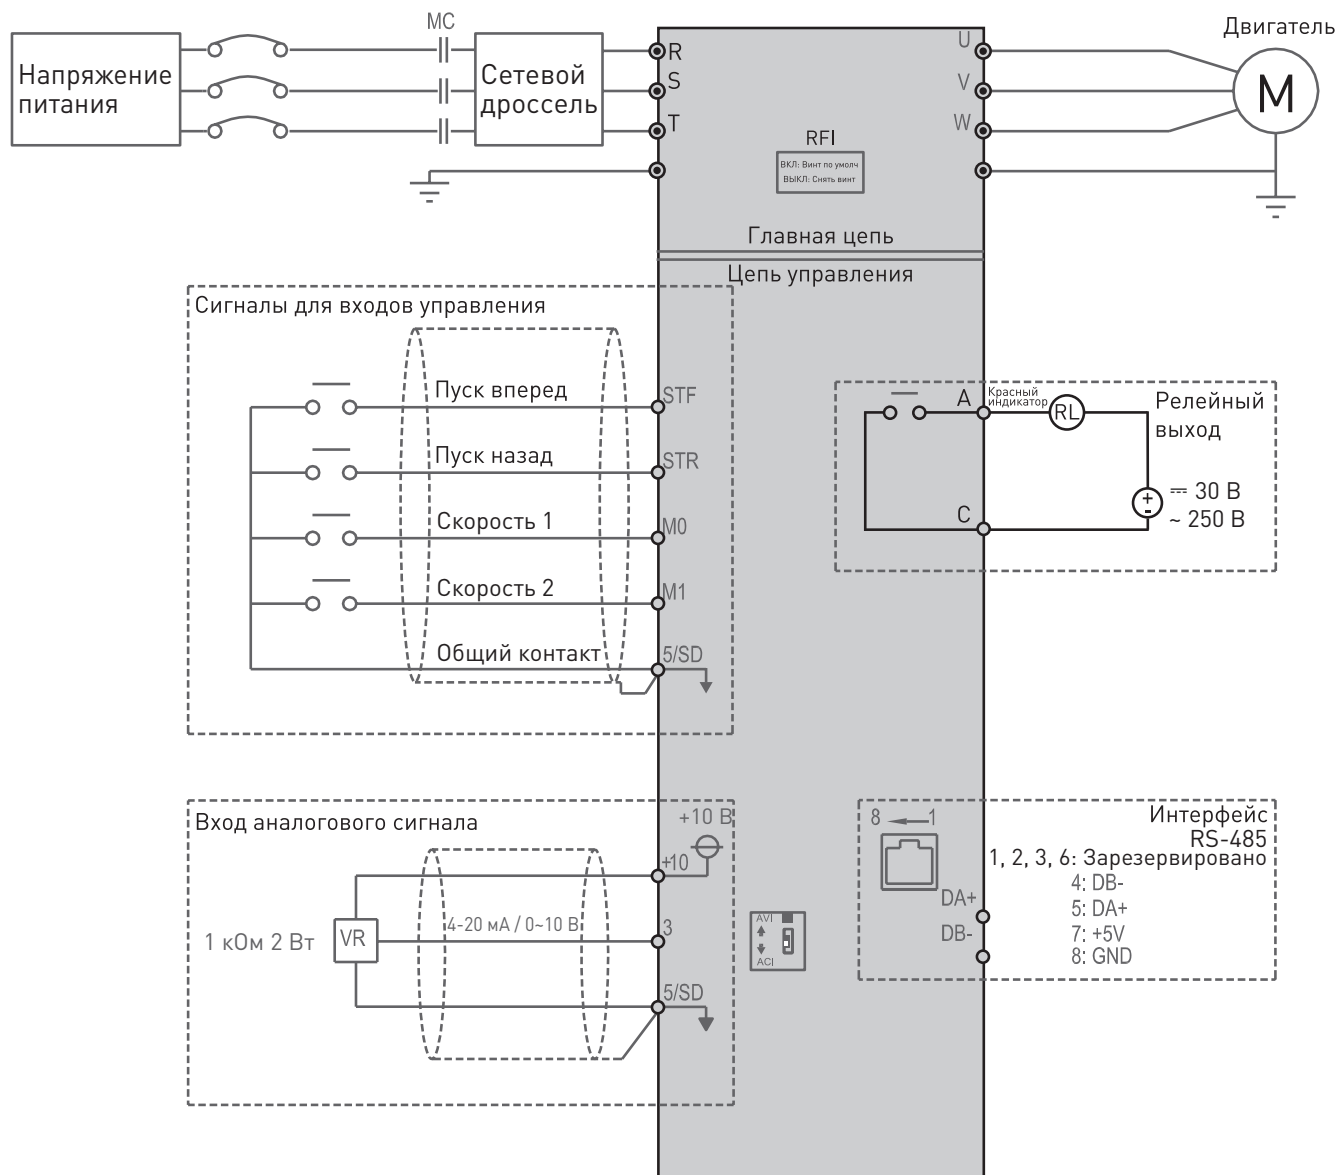 MC
Двигатель
Напряжение
питания
Сетевой
дроссель
R
S
T
U
V
W
M
RFI
ВКЛ: Винт по умолч
ВЫКЛ: Снять винт
Главная цепь
Цепь управления
Сигналы для входов управления
Пуск вперед
STF
Пуск назад
STR
Скорость 1
M0
Скорость 2
M1
Общий контакт
5/SD
A
Красный
индикатор
RL
Релейный
выход
C
+
-
30 В
~ 250 В
Вход аналогового сигнала
+10 В
+10
4-20 мА / 0~10 В
3
1 кОм 2 Вт
VR
5/SD
AVI
ACI
8
1
Интерфейс
RS-485
1, 2, 3, 6: Зарезервировано
4: DB-
5: DA+
7: +5V
8: GND
DA+
DB-